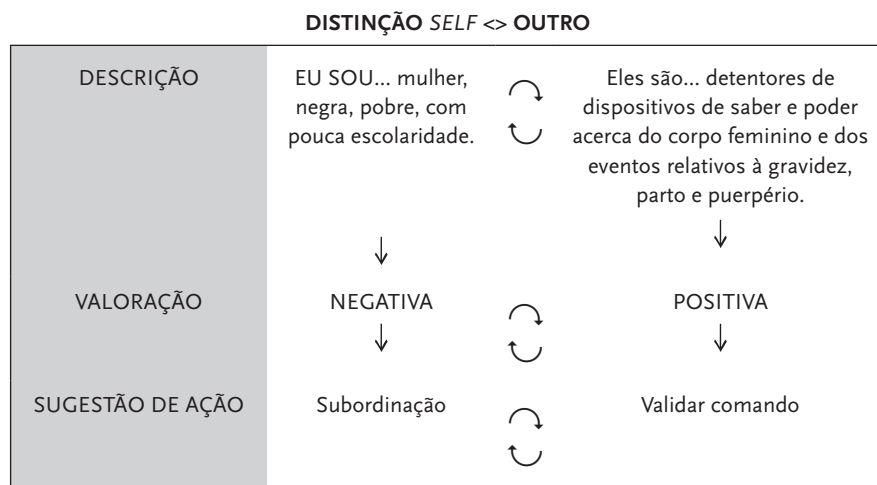 DISTINÇÃO SELF <> OUTRO
DESCRIÇÃO
EU SOU... mulher,
negra, pobre, com
pouca escolaridade.
Eles são... detentores de
dispositivos de saber e poder
acerca do corpo feminino e dos
eventos relativos à gravidez,
parto e puerpério.
VALORAÇÃO
NEGATIVA
POSITIVA
SUGESTÃO DE AÇÃO
Subordinação
Validar comando